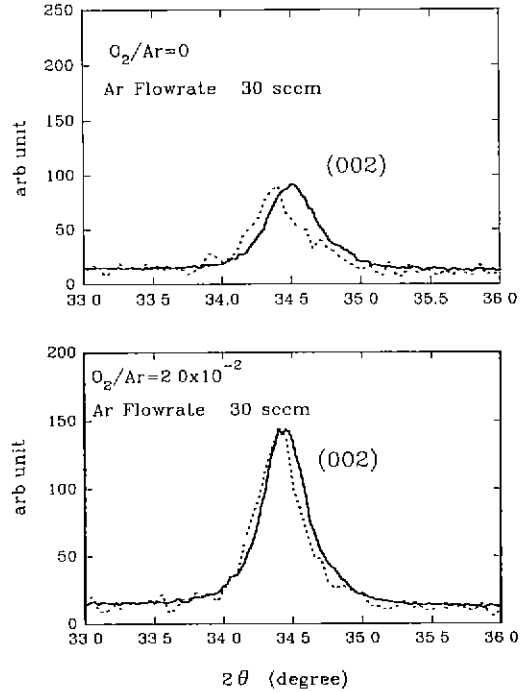 250
O₂/Ar=0
200
Ar Flowrate 30 sccm
150
arb unit
(002)
100
50
0
33 0 33 5 34.0 34.5 35 0 35.5 36 0
200
O₂/Ar=2 0x10⁻²
Ar Flowrate 30 sccm
150
(002)
arb unit
100
50
0
33 0 33 5 34 0 34 5 35 0 35 5 36 0
2θ (degree)